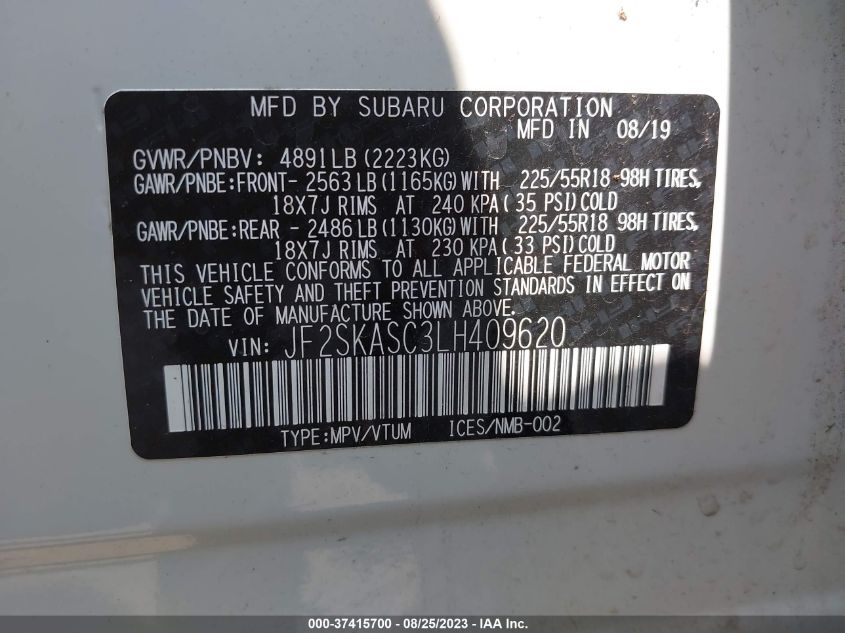 MFD BY SUBARU CORPORATION
MFD IN 08/19
GVWR/PNBV: 4891LB (2223KG)
GAWR/PNBE:FRONT- 2563LB (1165KG) WITH 225/55R18 98H TIRES,
18X7J RIMS AT 240 KPA( 35 PSI) COLD
GAWR/PNBE:REAR - 2486LB (1130KG) WITH 225/55R18 98H TIRES,
18X7J RIMS AT 230 KPA( 33 PSI) COLD
THIS VEHICLE CONFORMS TO ALL APPLICABLE FEDERAL MOTOR
VEHICLE SAFETY AND THEFT PREVENTION STANDARDS IN EFFECT ON
THE DATE OF MANUFACTURE SHOWN ABOVE.
VIN: JF2SKASC3LH409620
TYPE:MPV/VTUM ICES/NMB-002
000-37415700 - 08/25/2023 - COPYRIGHT IAA, LLC.